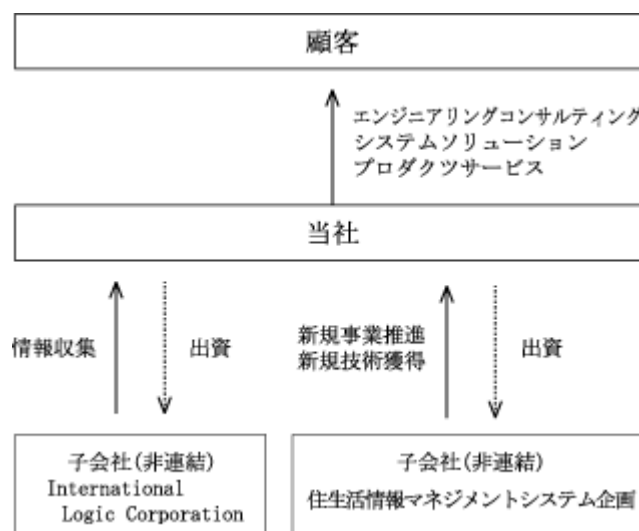 顧客
エンジニアリングコンサルティング
システムソリューション
プロダクツサービス
当社
情報収集
出資
新規事業推進
新規技術獲得
出資
子会社(非連結)
International
Logic Corporation
子会社(非連結)
住生活情報マネジメントシステム企画